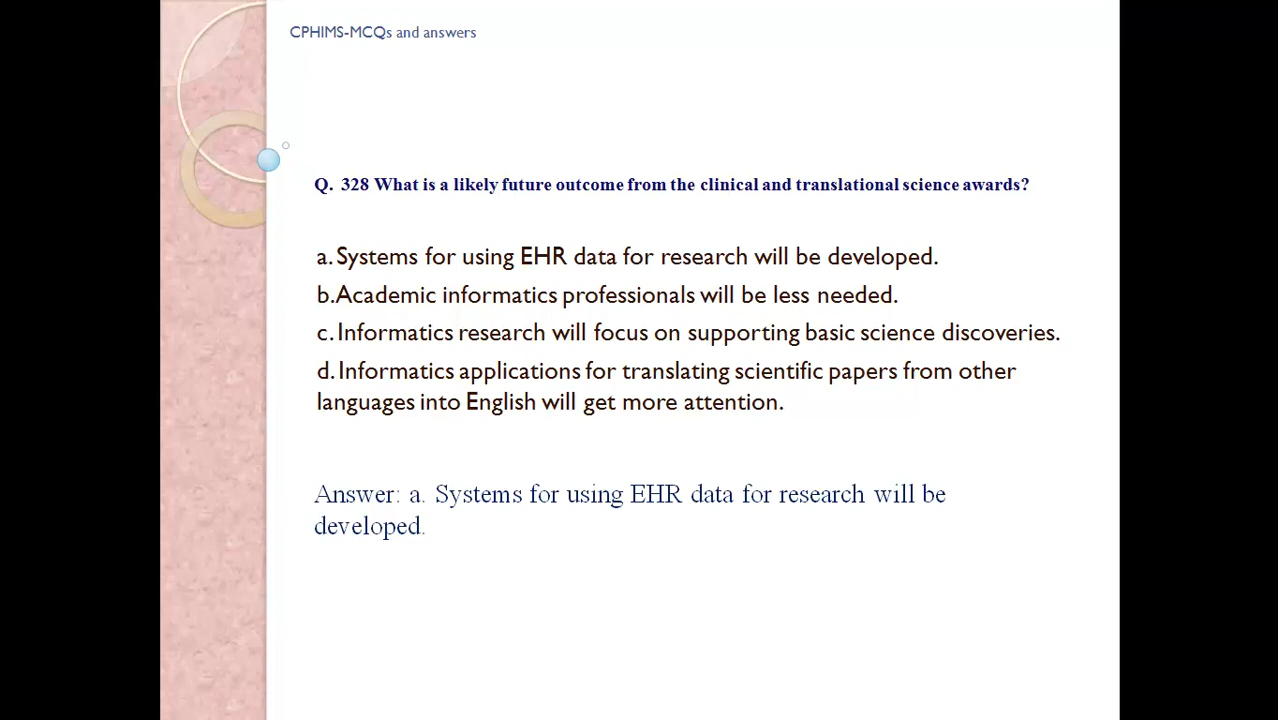 CPHIMS-MCQs and answers
Q. 328 What is a likely future outcome from the clinical and translational science awards?
a. Systems for using EHR data for research will be developed.
b.Academic informatics professionals will be less needed.
c. Informatics research will focus on supporting basic science discoveries.
d. Informatics applications for translating scientific papers from other
languages into English will get more attention.
Answer: a. Systems for using EHR data for research will be
developed.